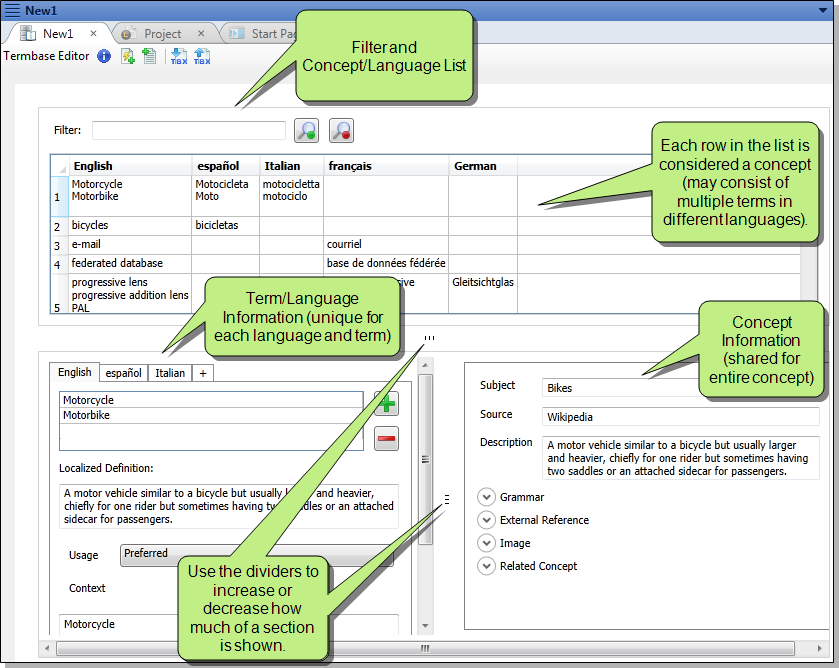 New1
New1
Project
Start Pa
Termbase Editor
TBX TBX
Filter and
Concept/Language List
Filter:
Each row in the list is
considered a concept
(may consist of
multiple terms in
different languages).
English español Italian français German
1 Motorcycle Motocicleta motocicletta
Motorbike Moto motociclo
2 bicycles bicicletas
3 e-mail courriel
4 federated database base de données fédérée
progressive lens sive Gleitsichtglas
progressive addition lens
5 PAL
Term/Language
Information (unique for
each language and term)
Concept
Information
(shared for
entire concept)
English español Italian +
Motorcycle
Motorbike
Localized Definition:
A motor vehicle similar to a bicycle but usually l and heavier,
chiefly for one rider but sometimes having tw ddles or an attached
sidecar for passengers.
Usage Preferred
Context
Motorcycle
Use the dividers to
increase or
decrease how
much of a section
is shown.
Subject Bikes
Source Wikipedia
Description A motor vehicle similar to a bicycle but usually larger
and heavier, chiefly for one rider but sometimes having
two saddles or an attached sidecar for passengers.
Grammar
External Reference
Image
Related Concept